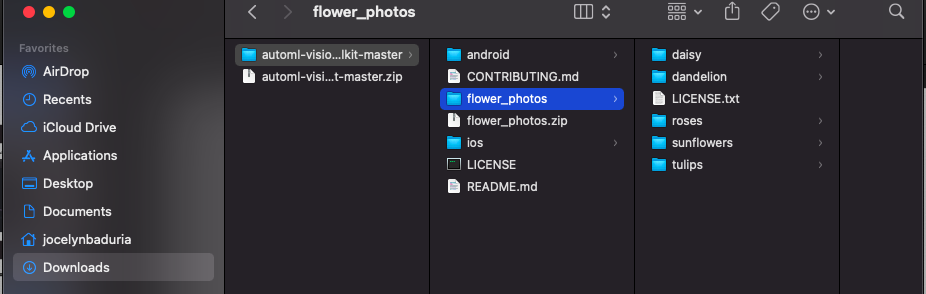 flower_photos
Favorites
AirDrop
Recents
iCloud Drive
Applications
Desktop
Documents
jocelynbaduria
Downloads
automl-visio...lkit-master
automl-visi...t-master.zip
android
CONTRIBUTING.md
flower_photos
flower_photos.zip
ios
LICENSE
README.md
daisy
dandelion
LICENSE.txt
roses
sunflowers
tulips